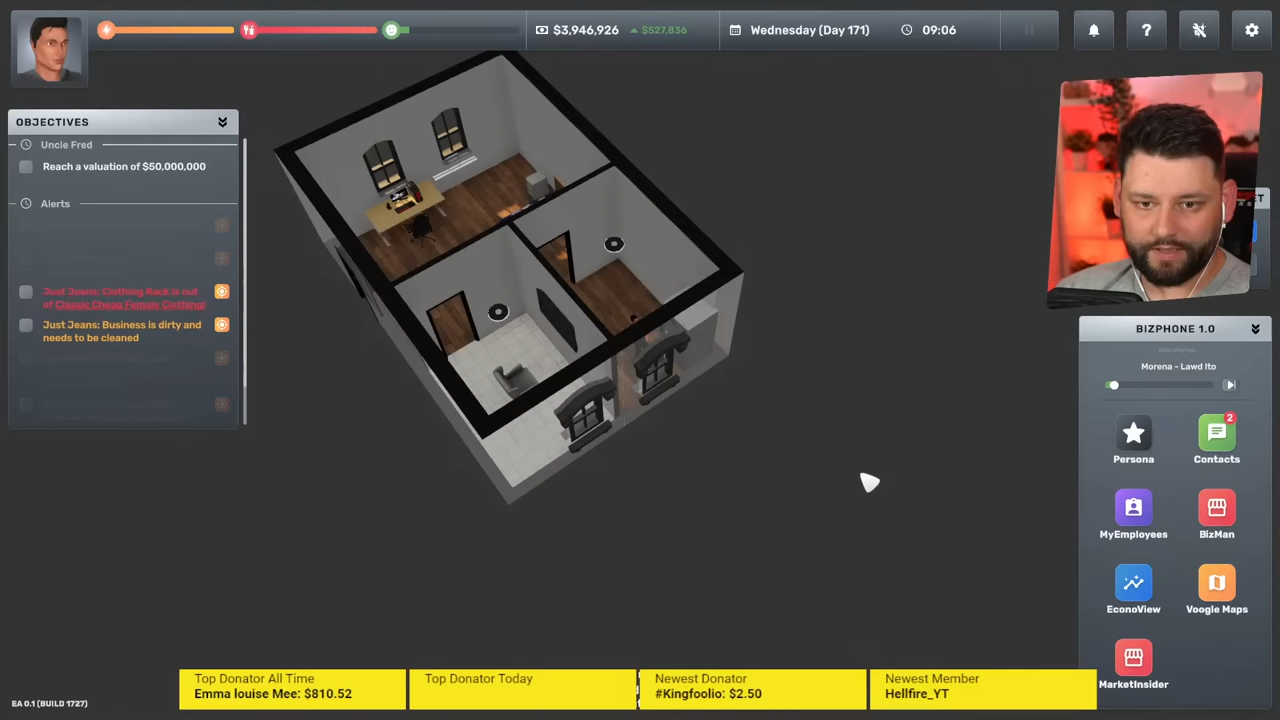 $3,946,926 ▲ $527,836
Wednesday (Day 171)
09:06
OBJECTIVES
Uncle Fred
Reach a valuation of $50,000,000
Alerts
Just Jeans: Clothing Rack is out
of Classic Cheap Female Clothing!
Just Jeans: Business is dirty and
needs to be cleaned
BIZPHONE 1.0
Morena - Lawd Ito
2
Persona
Contacts
MyEmployees
BizMan
EconoView
Voogle Maps
MarketInsider
Top Donator All Time
Emma louise Mee: $810.52
Top Donator Today
Newest Donator
#Kingfoolio: $2.50
Newest Member
Hellfire_YT
EA 0.1 (BUILD 1727)